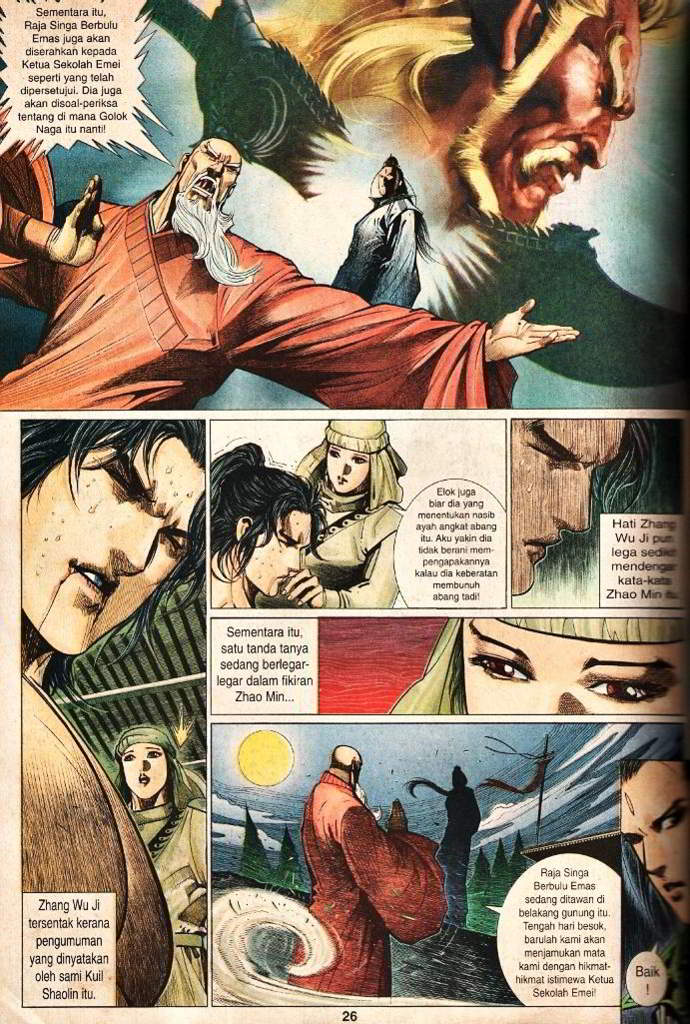 Sementara itu,
Raja Singa Berbulu
Emas juga akan
diserahkan kepada
Ketua Sekolah Emei
seperti yang telah
dipersetujui. Dia juga
akan disoal-periksa
tentang di mana Golok
Naga itu nanti!
Elok juga
biar dia yang
menentukan nasib
ayah angkat abang
itu. Aku yakin dia
tidak berani mem-
pengapakannya
kalau dia keberatan
membunuh
abang tadi!
Hati Zhang
Wu Ji pun
lega sedikit
mendengar
kata-kata
Zhao Min itu.
Sementara itu,
satu tanda tanya
sedang berlegar-
legar dalam fikiran
Zhao Min...
Zhang Wu Ji
tersentak kerana
pengumuman
yang dinyatakan
oleh sami Kuil
Shaolin itu.
Raja Singa
Berbulu Emas
sedang ditawan di
belakang gunung itu.
Tengah hari besok,
barulah kami akan
menjamukan mata
kami dengan hikmat-
hikmat istimewa Ketua
Sekolah Emei!
Baik
!
26